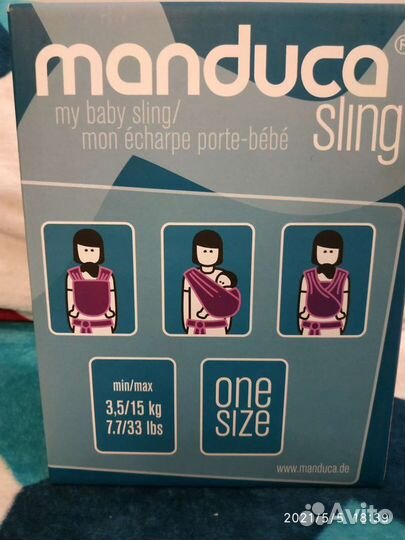 manduca®
sling
my baby sling/
mon écharpe porte-bébé
min/max
3,5/15 kg
7.7/33 lbs
one
size
www.manduca.de
Avito
2021/5/5 18:39